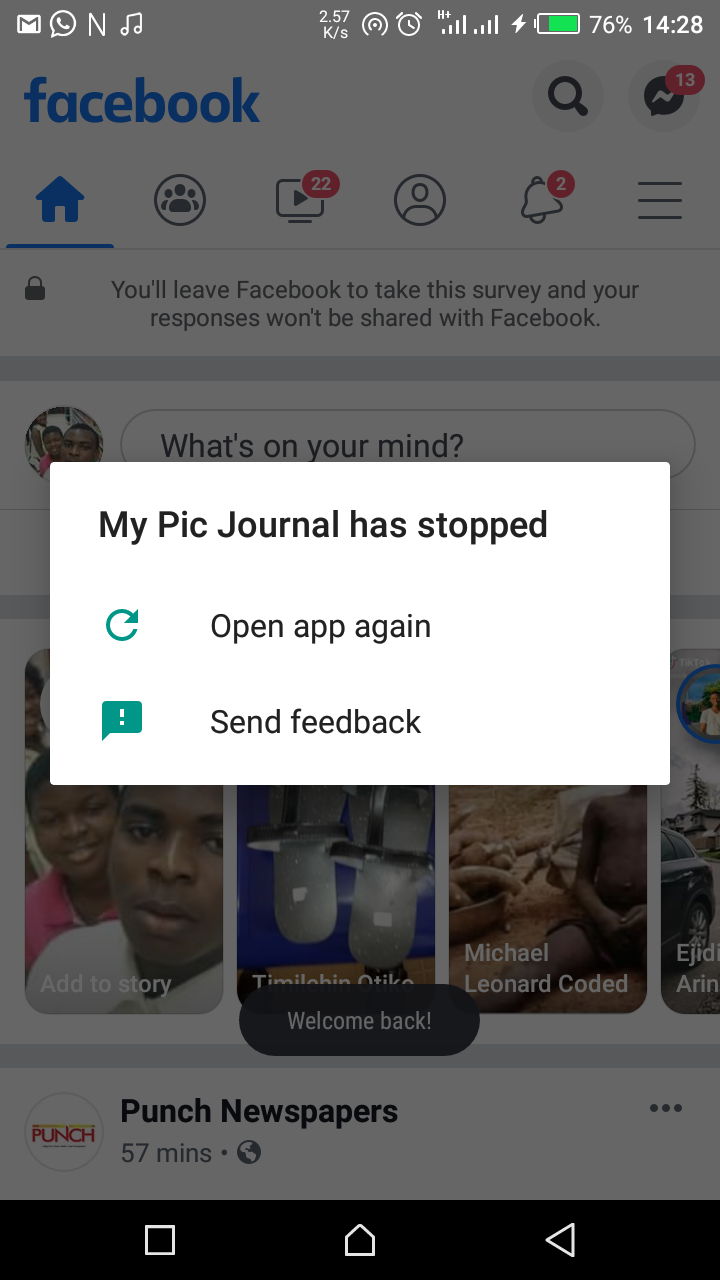 2.57
K/s
H+
76%
14:28
facebook
13
22
2
You'll leave Facebook to take this survey and your
responses won't be shared with Facebook.
What's on your mind?
My Pic Journal has stopped
Open app again
Send feedback
TikTok
Add to story
Timilehin Otike
Michael
Leonard Coded
Ejidi
Arin
Welcome back!
Punch Newspapers
PUNCH
57 mins •